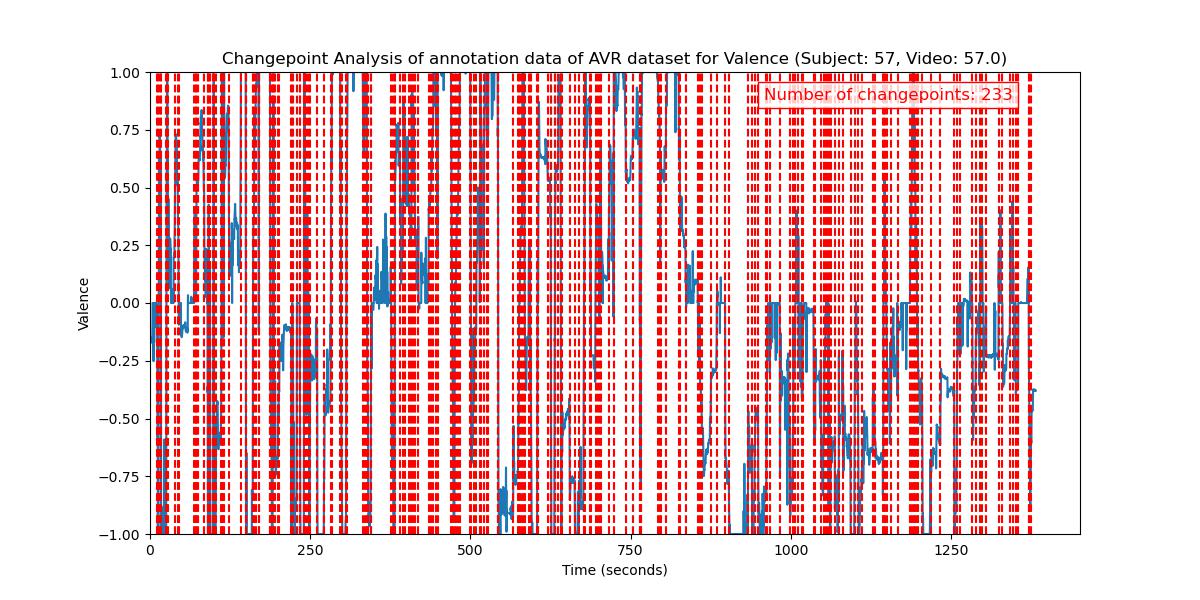 Changepoint Analysis of annotation data of AVR dataset for Valence (Subject: 57, Video: 57.0)
Number of changepoints: 233
1.00
0.75
0.50
0.25
0.00
−0.25
−0.50
−0.75
−1.00
Valence
0 250 500 750 1000 1250
Time (seconds)